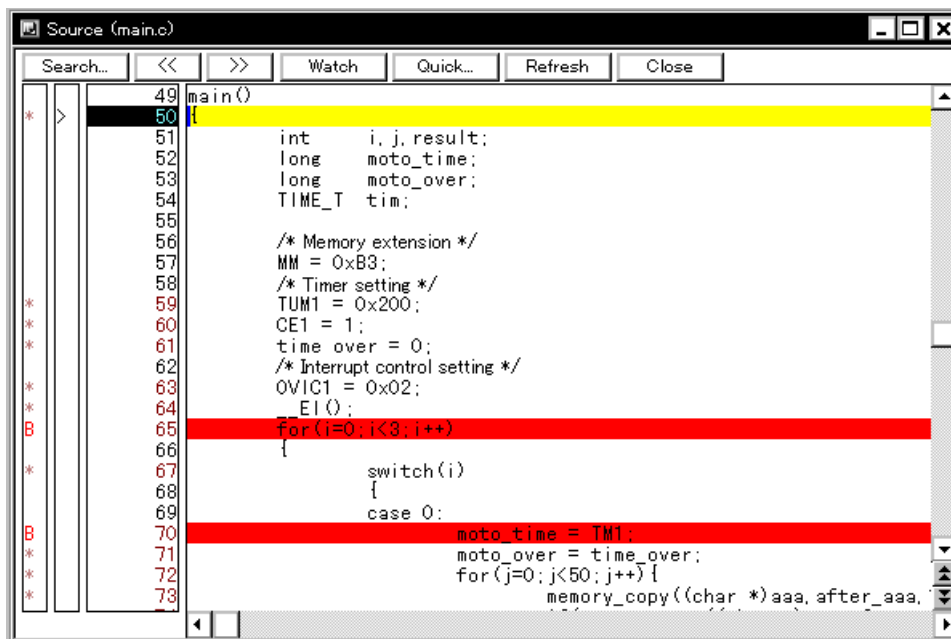 Source (main.c)
Search... << >> Watch Quick... Refresh Close
49 main()
* > 50 {
51 int i, j, result;
52 long moto_time;
53 long moto_over;
54 TIME_T tim;
55
56 /* Memory extension */
57 MM = 0xB3;
58 /* Timer setting */
* 59 TUM1 = 0x200;
* 60 CE1 = 1;
* 61 time_over = 0;
62 /* Interrupt control setting */
* 63 OVIC1 = 0x02;
* 64 __EI();
B 65 for(i=0;i<3;i++)
66 {
* 67 switch(i)
68 {
69 case 0:
B 70 moto_time = TM1;
* 71 moto_over = time_over;
* 72 for(j=0;j<50;j++){
* 73 memory_copy((char *)aaa,after_aaa,